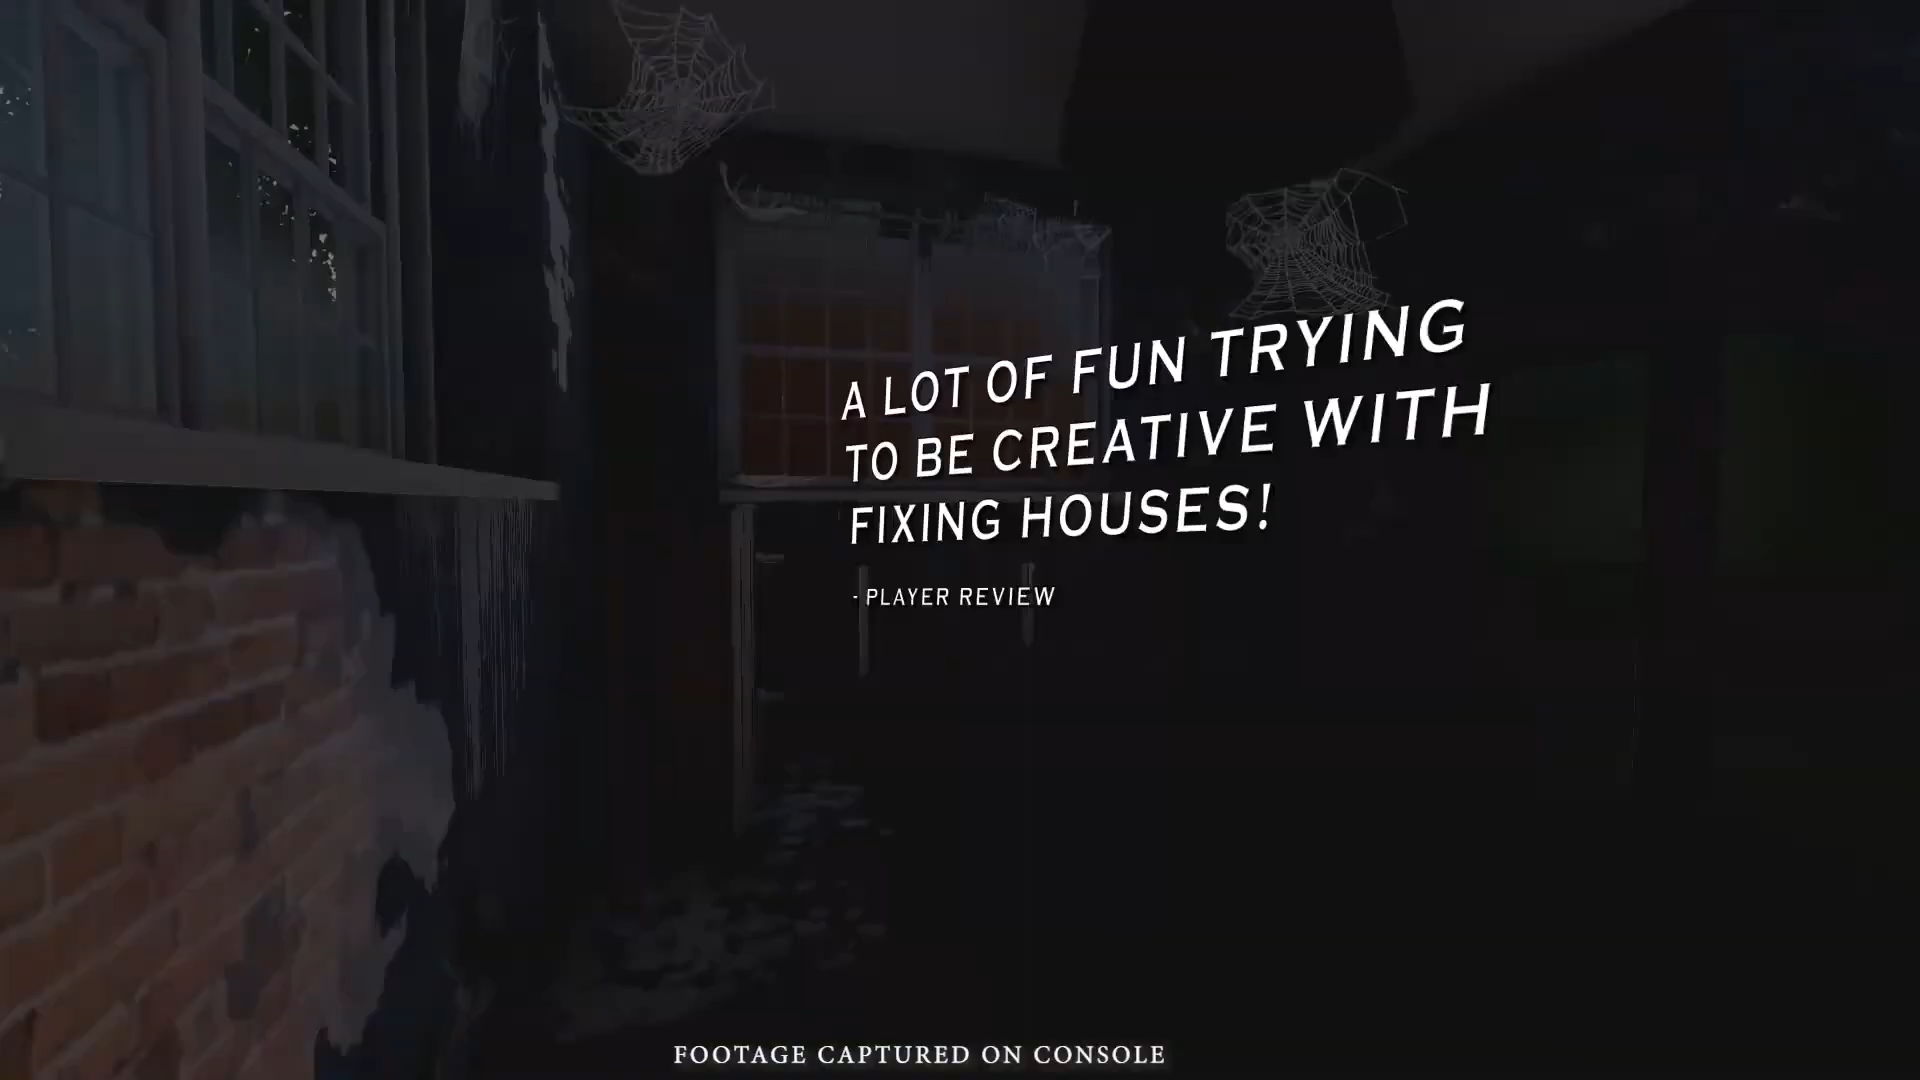 A LOT OF FUN TRYING
TO BE CREATIVE WITH
FIXING HOUSES!
- PLAYER REVIEW
FOOTAGE CAPTURED ON CONSOLE